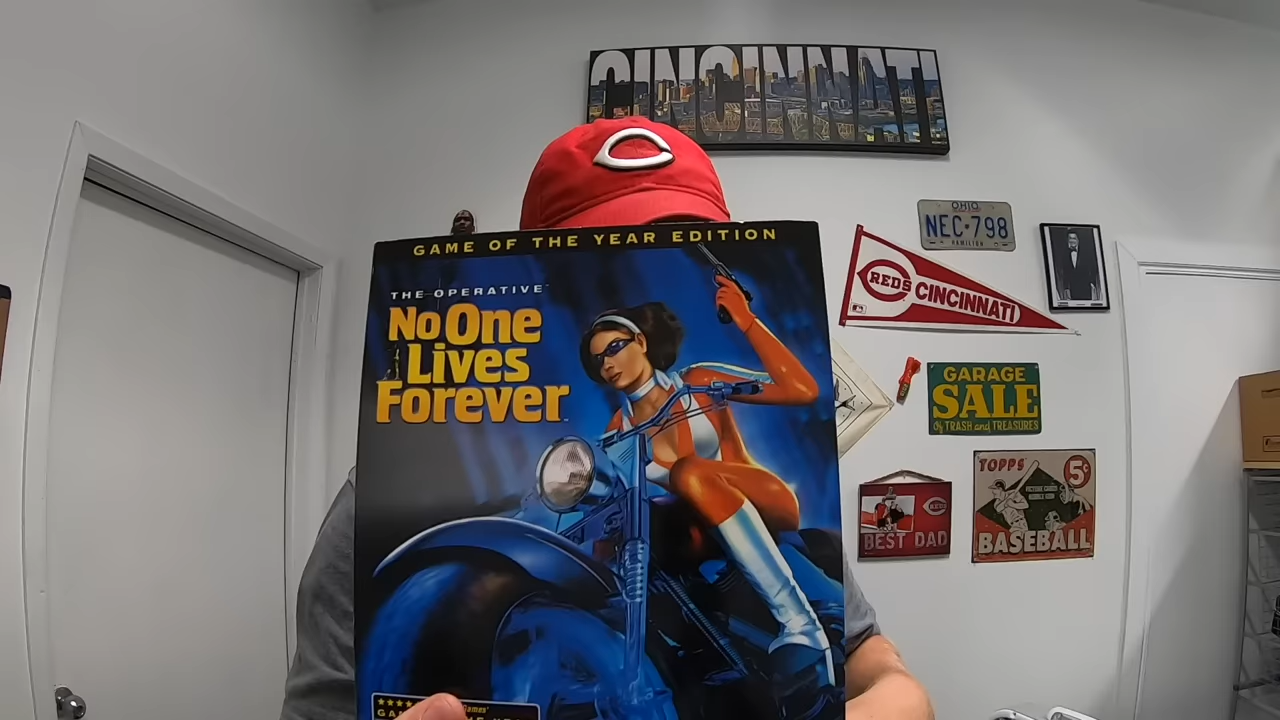 CINCINNATI
GAME OF THE YEAR EDITION
THE OPERATIVE
No One
Lives
Forever
OHIO
NEC 798
HAMILTON
REDS CINCINNATI
GARAGE
SALE
of TRASH and TREASURES
TOPPS 5¢
BASEBALL
REDS
BEST DAD